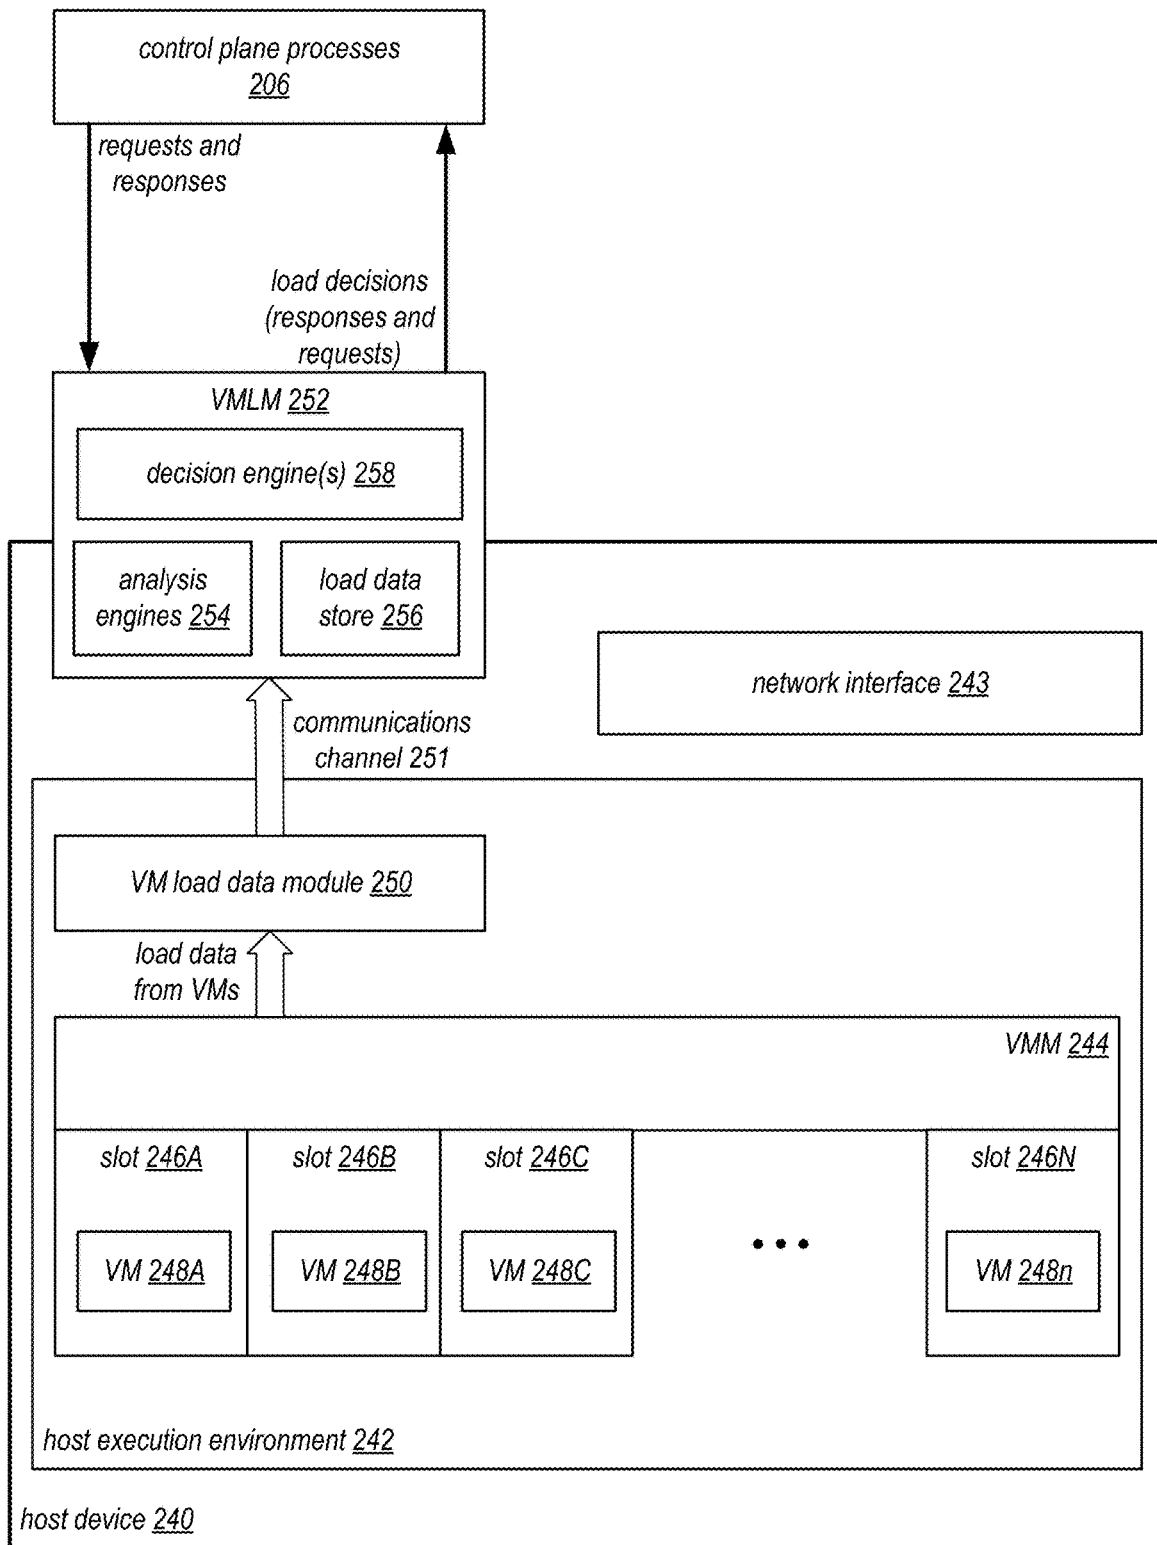 control plane processes
206
requests and
responses
load decisions
(responses and
requests)
VMLM 252
decision engine(s) 258
analysis
engines 254
load data
store 256
network interface 243
communications
channel 251
VM load data module 250
load data
from VMs
VMM 244
slot 246A
slot 246B
slot 246C
slot 246N
VM 248A
VM 248B
VM 248C
VM 248n
host execution environment 242
host device 240